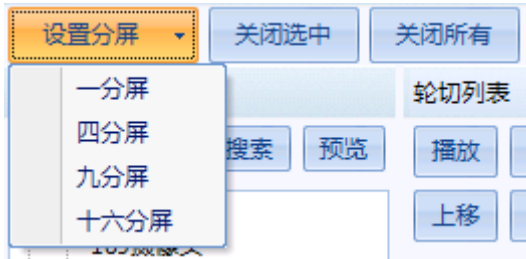 设置分屏 关闭选中 关闭所有
一分屏 轮切列表
四分屏 搜索 预览 播放
九分屏
十六分屏 上移